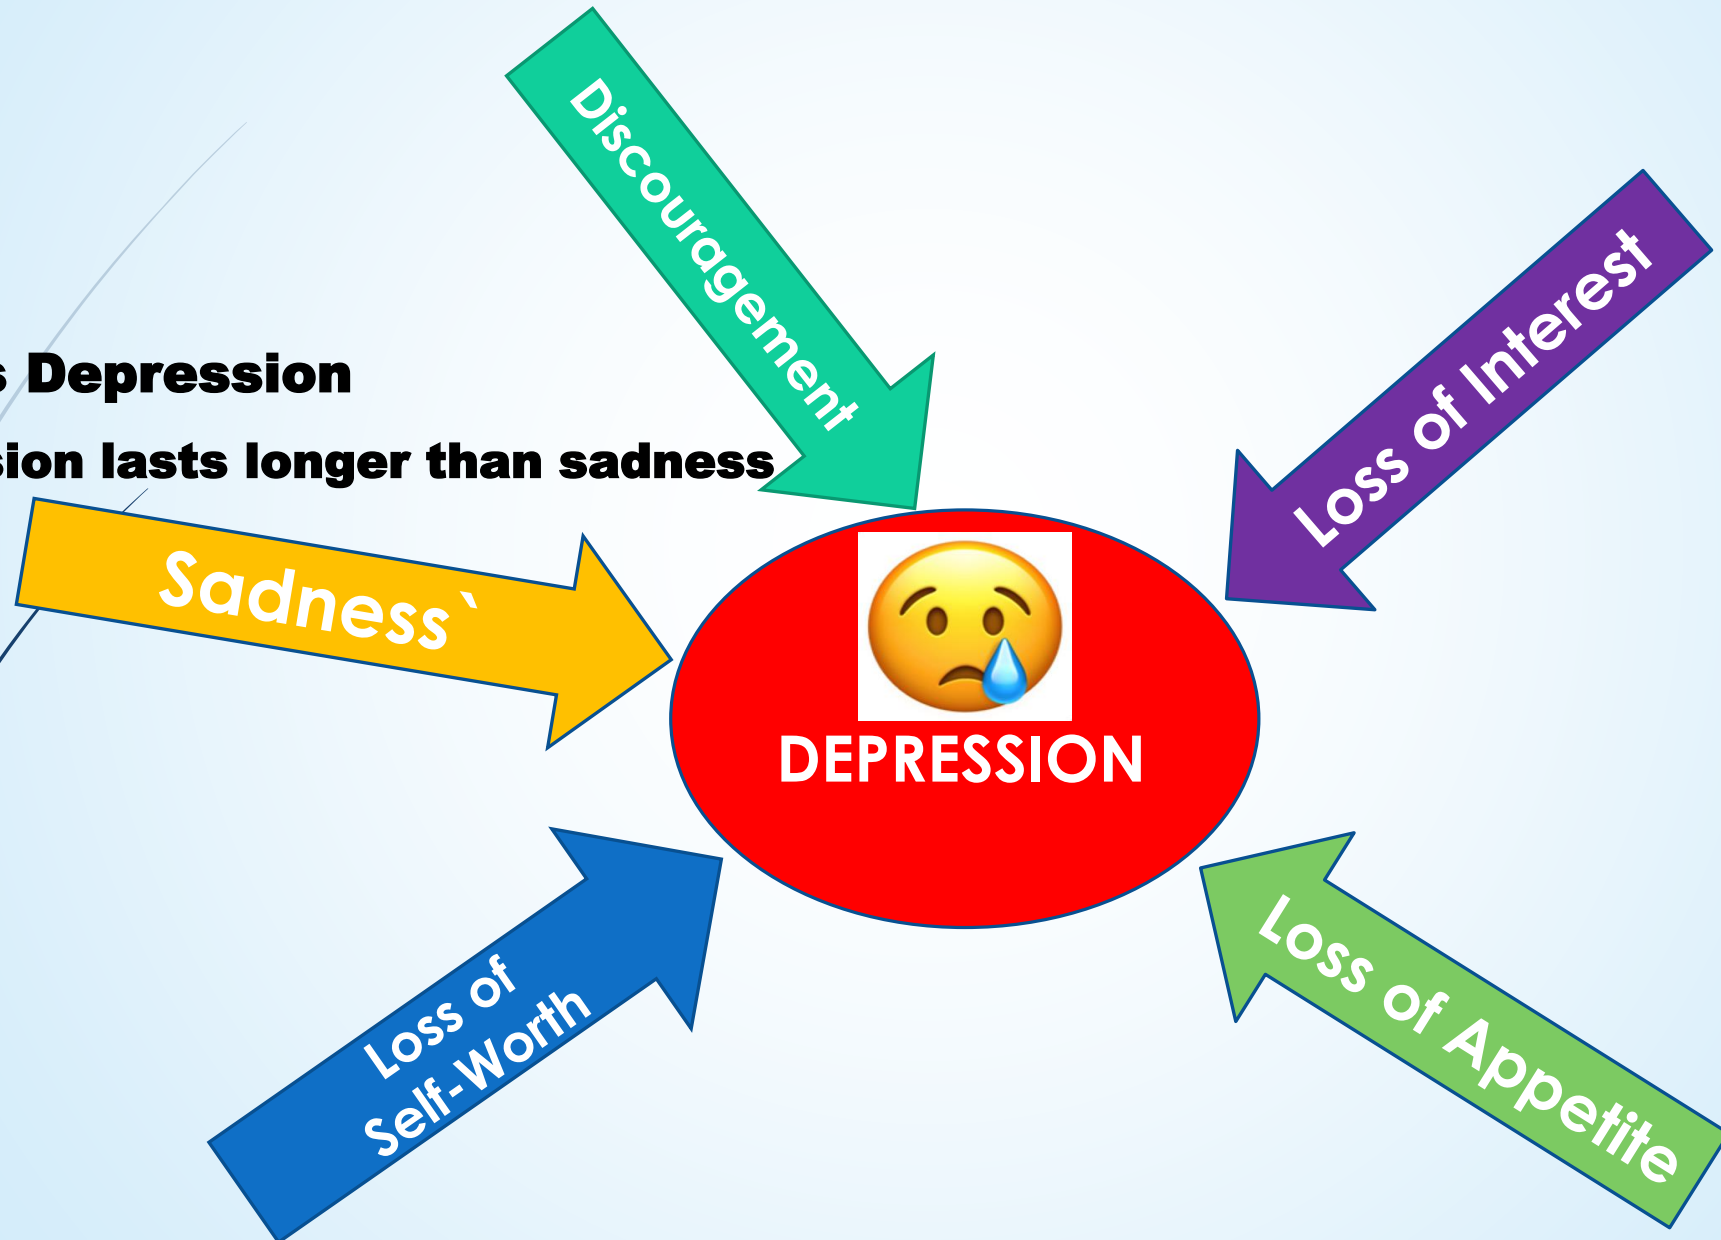 Discouragement
Loss of Interest
s Depression
sion lasts longer than sadness
Sadness`
DEPRESSION
Loss of
Self-Worth
Loss of Appetite